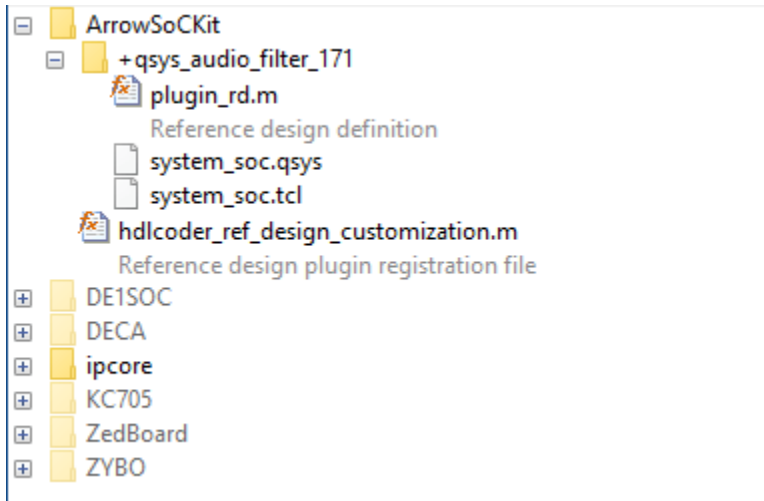 ArrowSoCKit
+qsys_audio_filter_171
plugin_rd.m
Reference design definition
system_soc.qsys
system_soc.tcl
hdlcoder_ref_design_customization.m
Reference design plugin registration file
DE1SOC
DECA
ipcore
KC705
ZedBoard
ZYBO